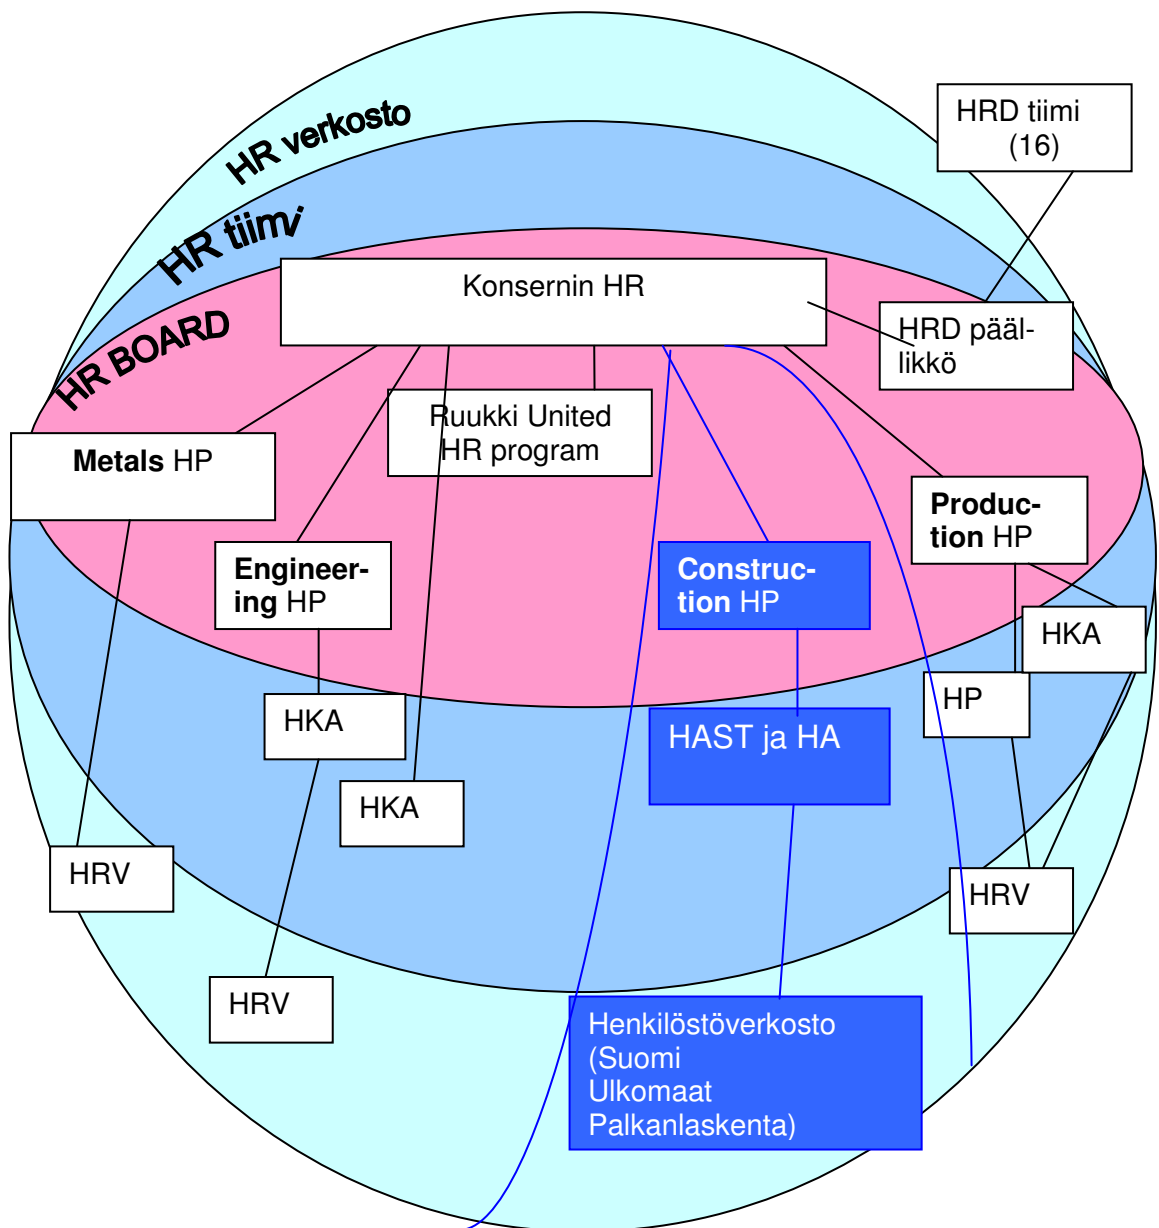 HR verkosto
HRD tiimi
(16)
HR tiimi
Konsernin HR
HRD pääl-
likkö
HR BOARD
Ruukki United
HR program
Metals HP
Produc-
tion HP
Engineer-
ing HP
Construc-
tion HP
HKA
HP
HKA
HAST ja HA
HKA
HRV
HRV
HRV
Henkilöstöverkosto
(Suomi
Ulkomaat
Palkanlaskenta)